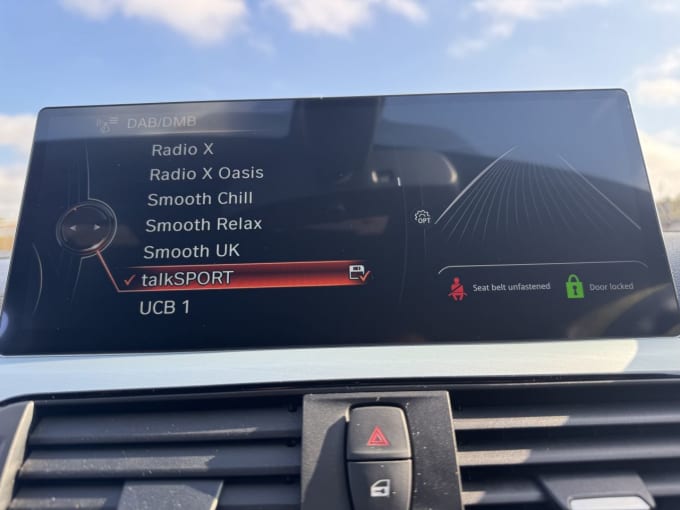 DAB/DMB
Radio X
Radio X Oasis
Smooth Chill
Smooth Relax
Smooth UK
talkSPORT
UCB 1
OPT
Seat belt unfastened
Door locked